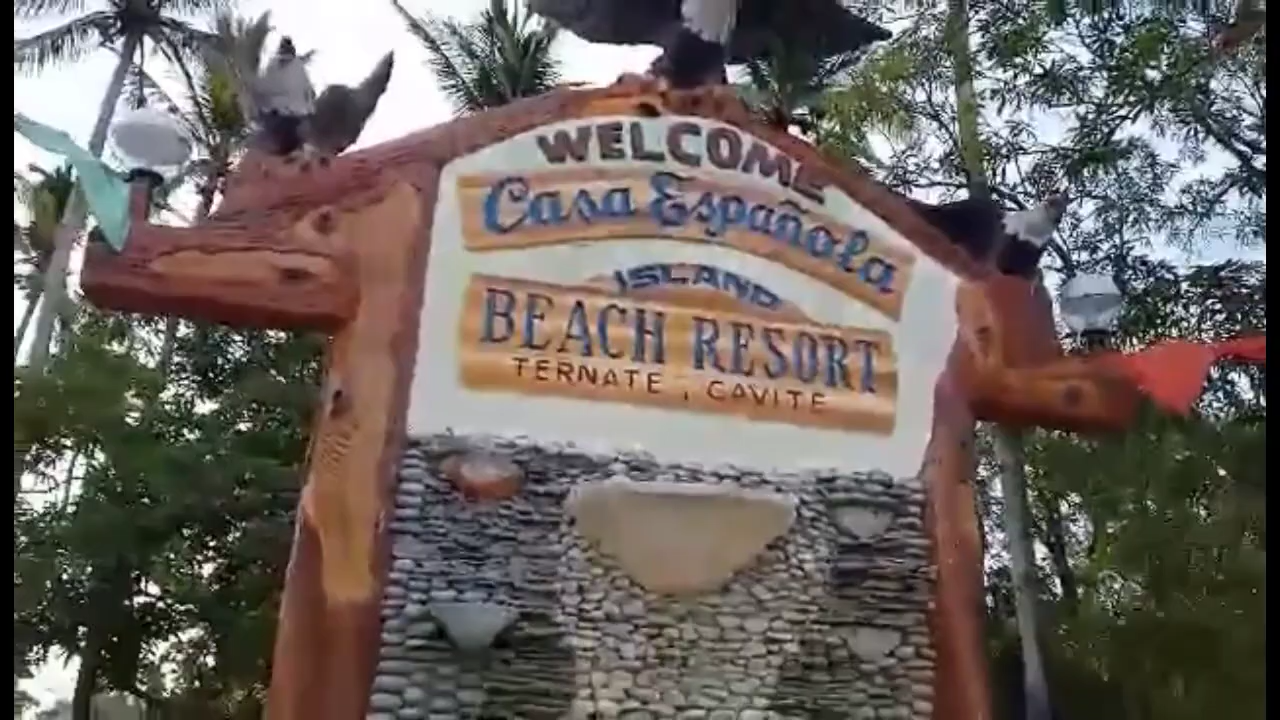 WELCOME
Casa Española
ISLAND
BEACH RESORT
TERNATE, CAVITE